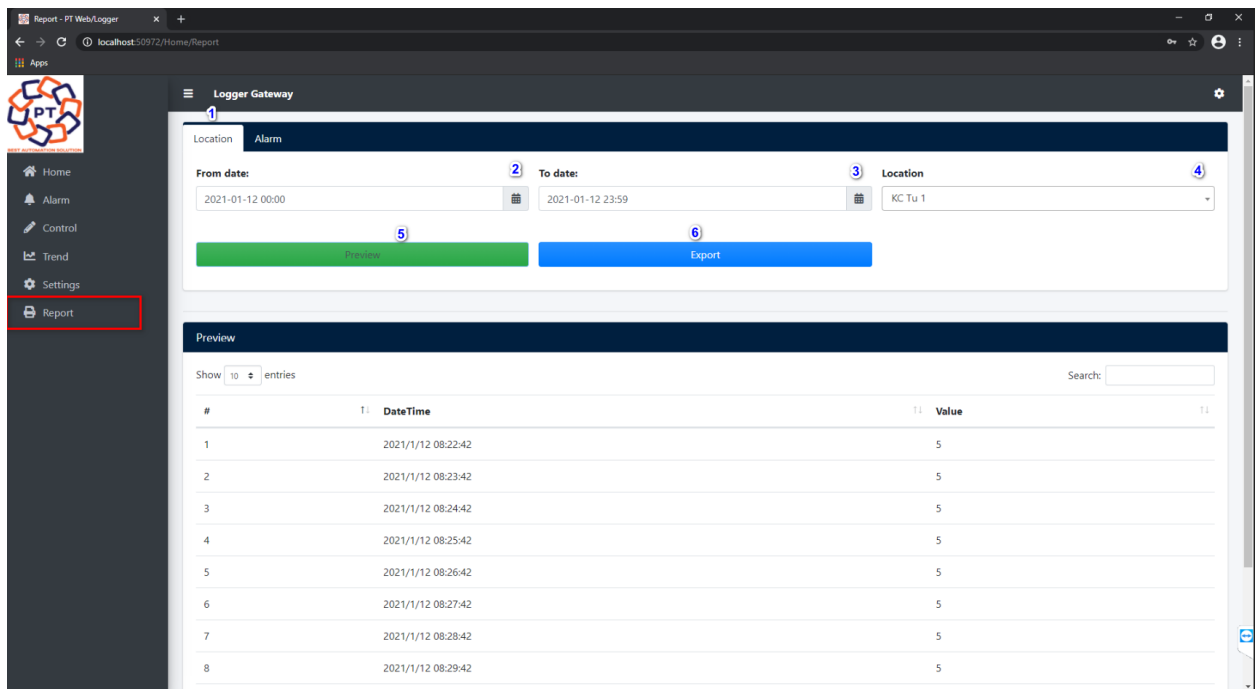 Report - PT Web/Logger
localhost:50972/Home/Report
Apps
PT
BEST AUTOMATION SOLUTION
Logger Gateway
1
Location Alarm
Home
Alarm
Control
Trend
Settings
Report
From date: 2 To date: 3 Location 4
2021-01-12 00:00 2021-01-12 23:59 KC Tu 1
5 6
Preview Export
Preview
Show 10 entries Search:
# DateTime Value
1 2021/1/12 08:22:42 5
2 2021/1/12 08:23:42 5
3 2021/1/12 08:24:42 5
4 2021/1/12 08:25:42 5
5 2021/1/12 08:26:42 5
6 2021/1/12 08:27:42 5
7 2021/1/12 08:28:42 5
8 2021/1/12 08:29:42 5